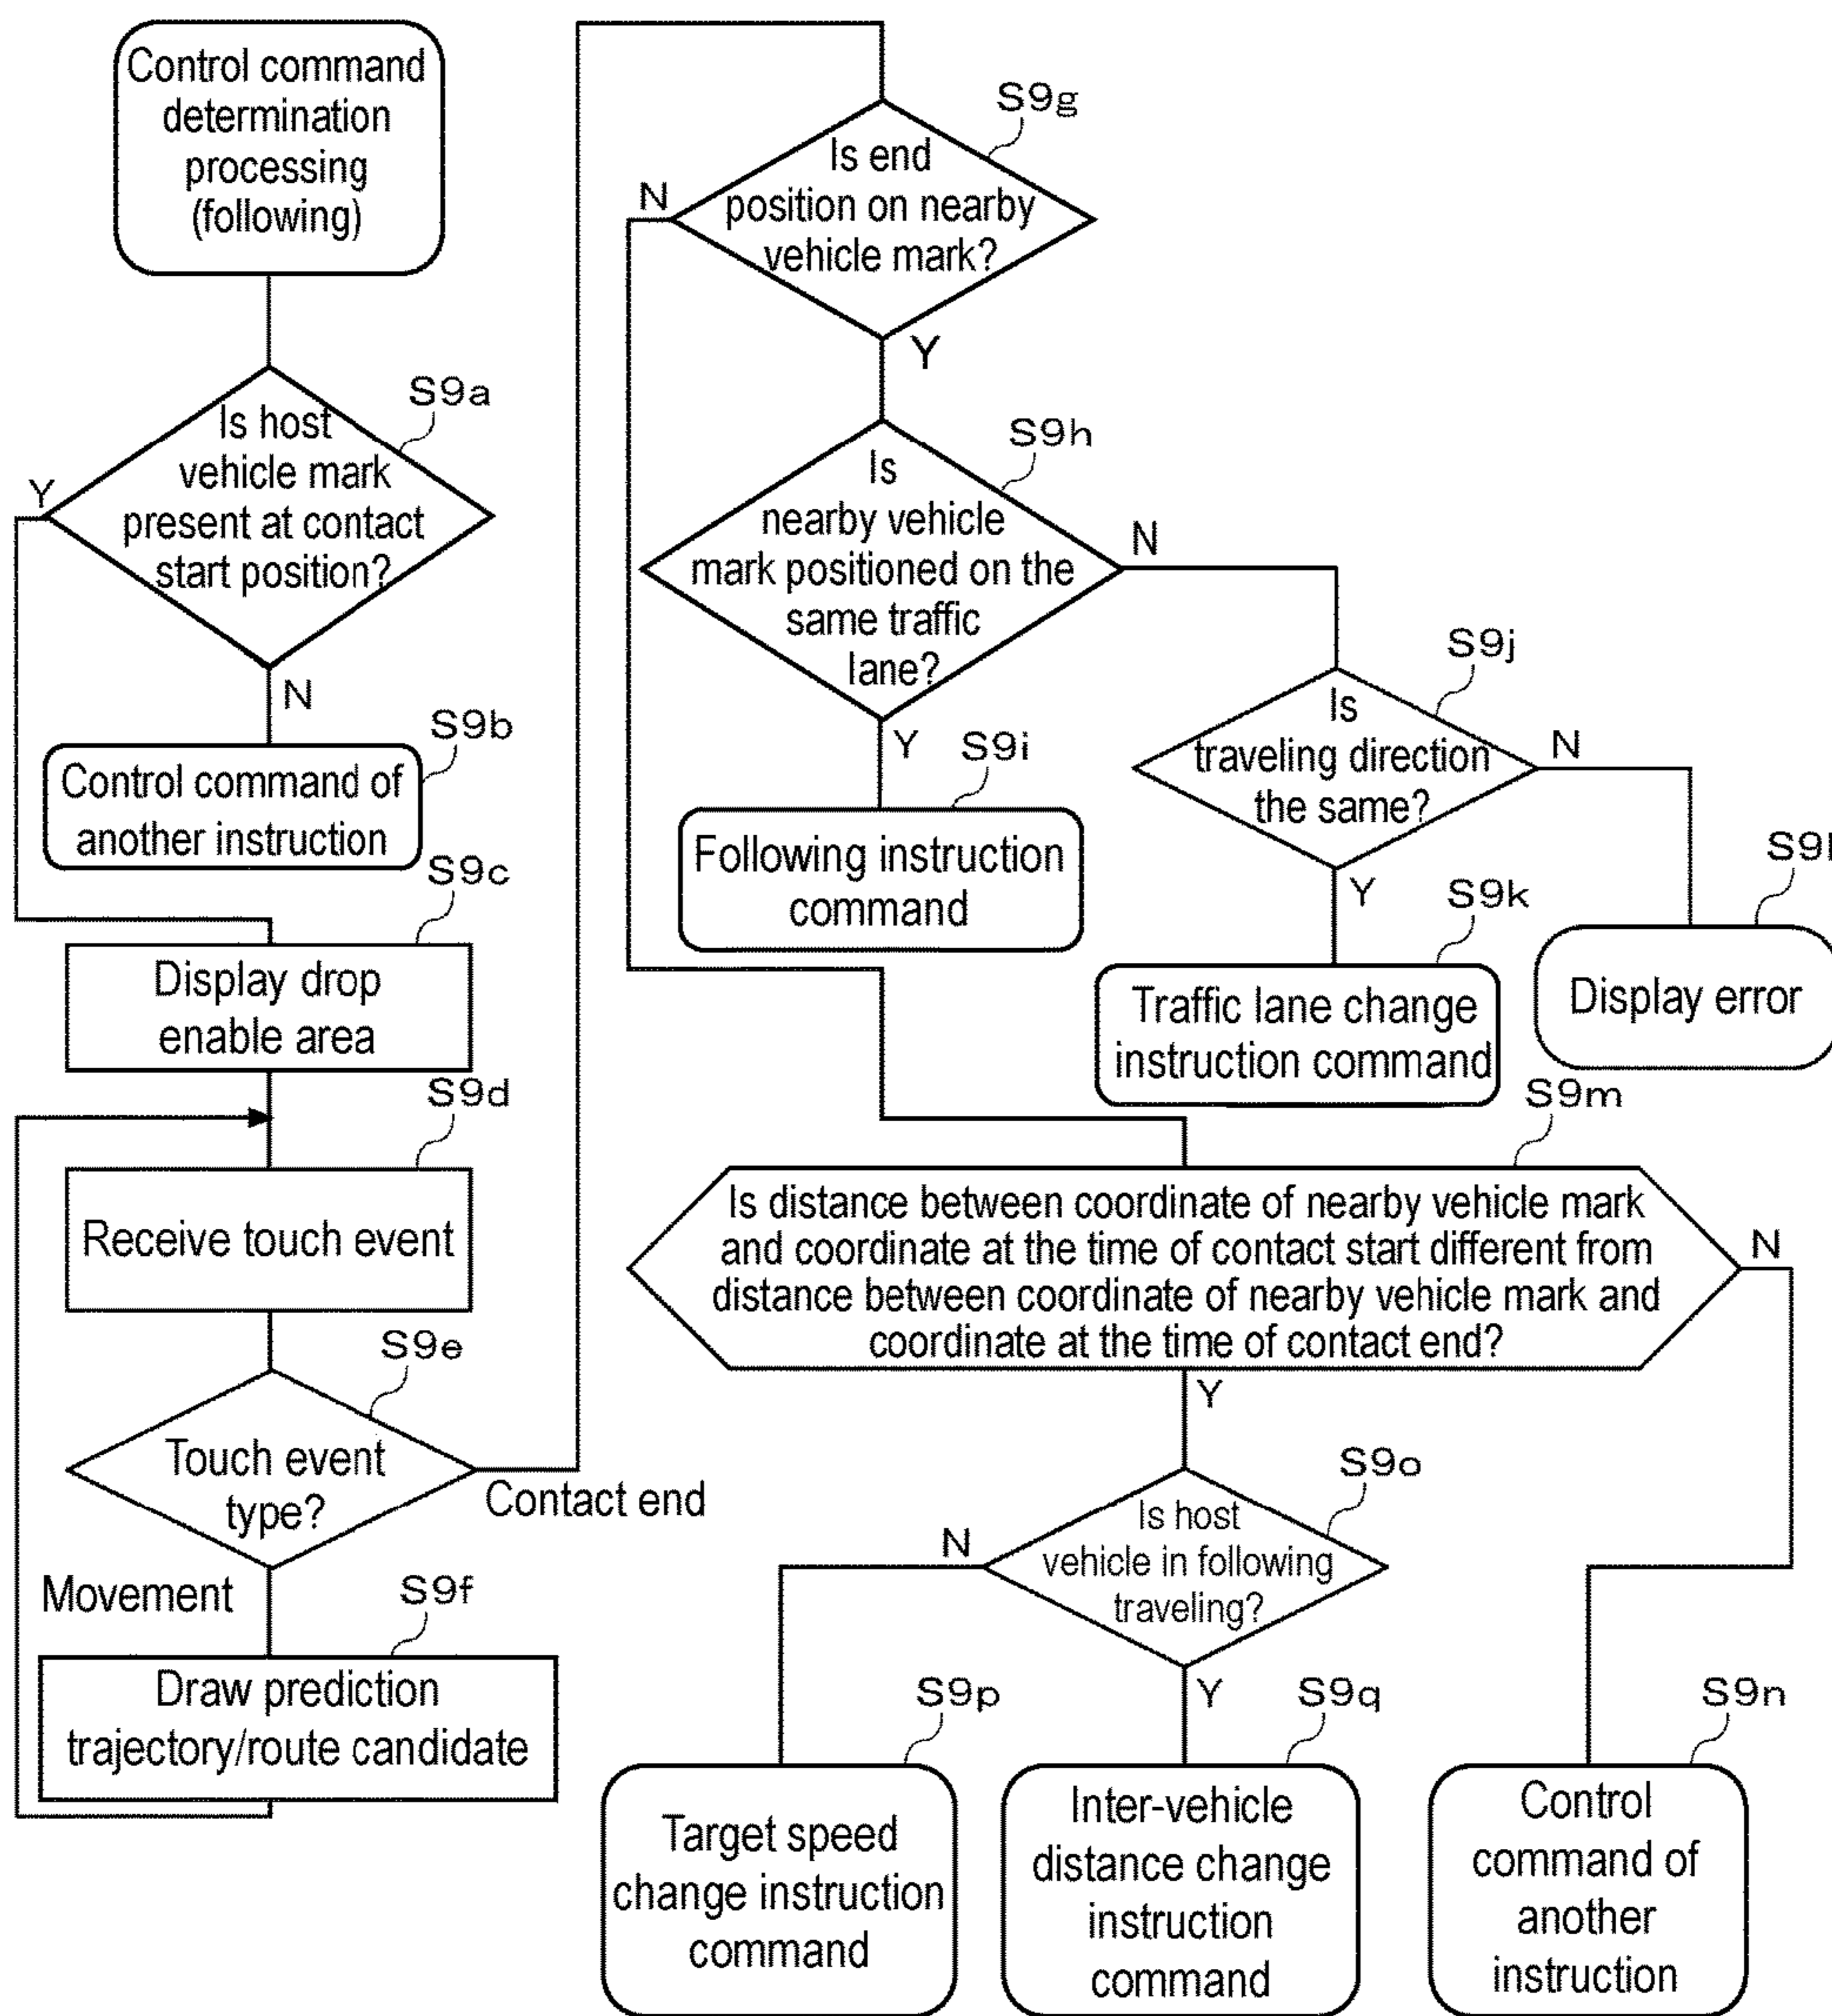 Control command
determination
processing
(following)
S9a
Is host
vehicle mark
present at contact
start position?
Y
N
S9b
Control command of
another instruction
S9c
Display drop
enable area
S9d
Receive touch event
S9e
Touch event
type?
Contact end
Movement
S9f
Draw prediction
trajectory/route candidate
S9g
Is end
position on nearby
vehicle mark?
N
Y
S9h
Is
nearby vehicle
mark positioned on the
same traffic
lane?
N
Y
S9i
Following instruction
command
S9j
Is
traveling direction
the same?
N
Y
S9k
Traffic lane change
instruction command
S9l
Display error
S9m
Is distance between coordinate of nearby vehicle mark
and coordinate at the time of contact start different from
distance between coordinate of nearby vehicle mark and
coordinate at the time of contact end?
N
Y
S9o
Is host
vehicle in following
traveling?
N
Y
S9p
Target speed
change instruction
command
S9q
Inter-vehicle
distance change
instruction
command
S9n
Control
command of
another
instruction